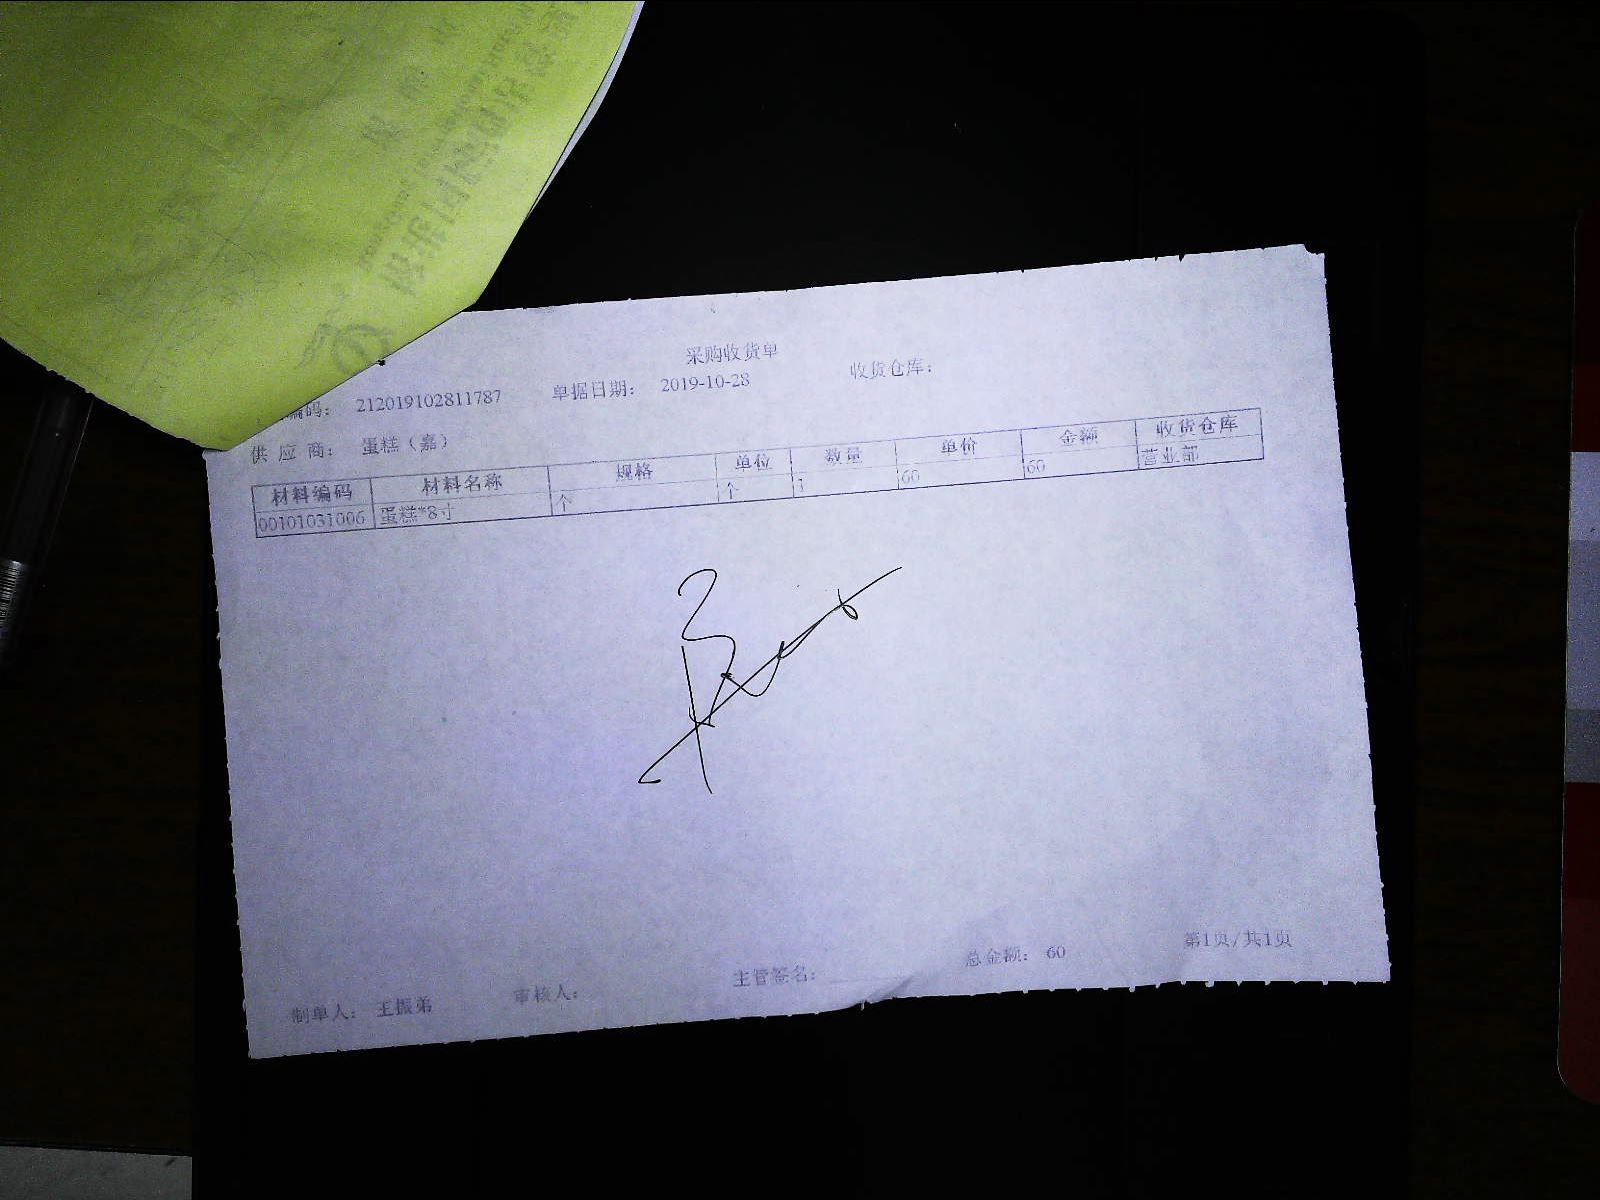 采购收货单
编码: 212019102811787 单据日期: 2019-10-28 收货仓库:
供应商: 蛋糕（嘉）
材料编码 材料名称 规格 单位 数量 单价 金额 收货仓库
00101031006 蛋糕*8寸 个 个 1 60 60 营业部
制单人: 王振弟 审核人: 主管签名: 总金额: 60 第1页/共1页